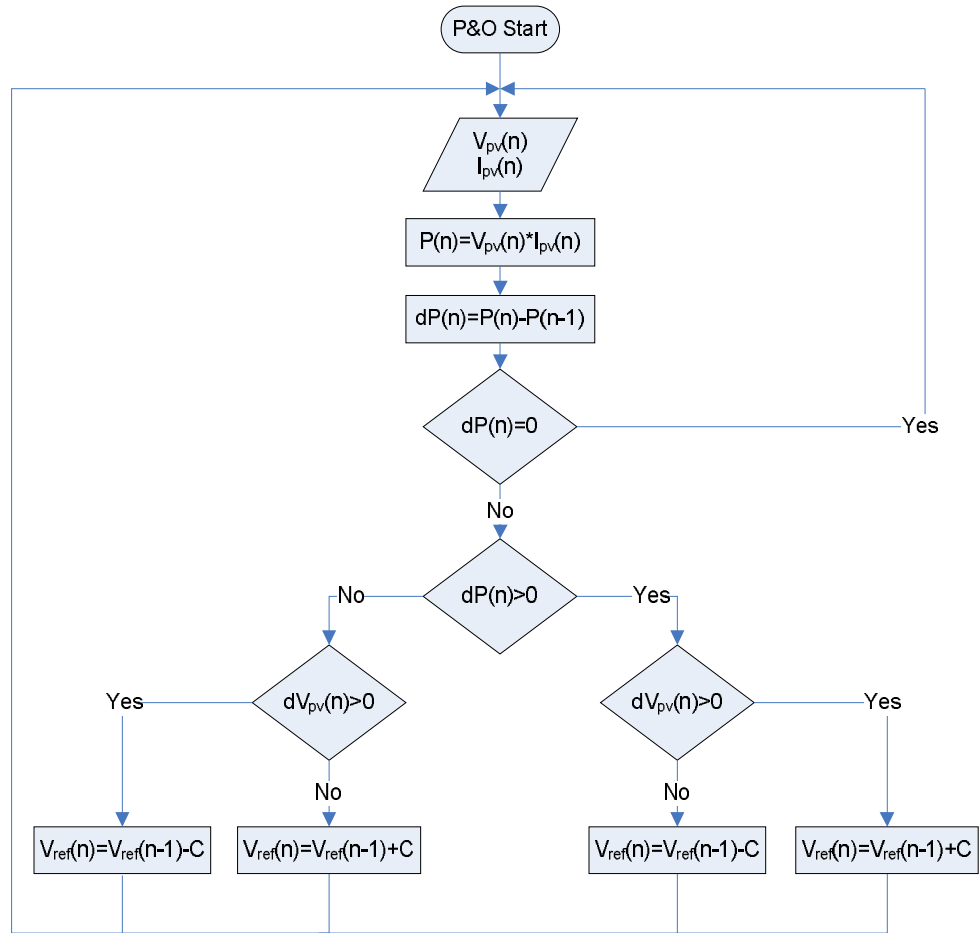 P&O Start
Vpv(n)
Ipv(n)
P(n)=Vpv(n)*Ipv(n)
dP(n)=P(n)-P(n-1)
dP(n)=0
Yes
No
dP(n)>0
No
Yes
dVpv(n)>0
Yes
No
dVpv(n)>0
Yes
No
Vref(n)=Vref(n-1)-C
Vref(n)=Vref(n-1)+C
Vref(n)=Vref(n-1)-C
Vref(n)=Vref(n-1)+C